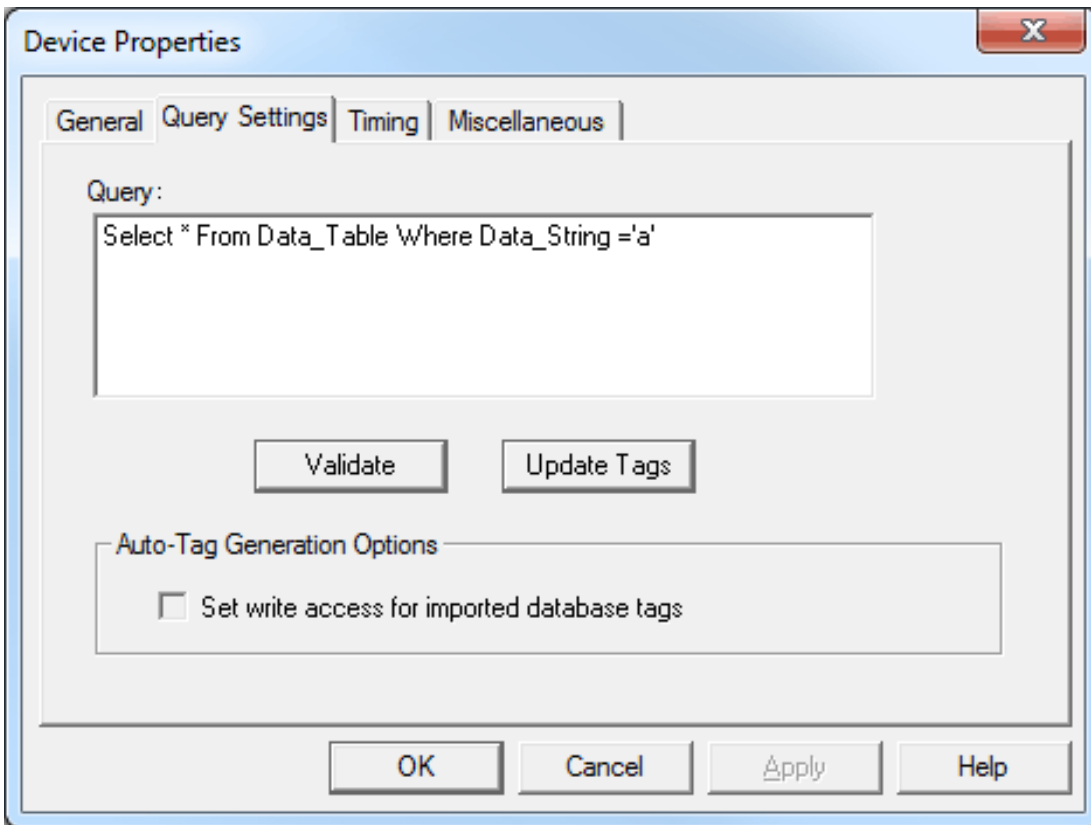 Device Properties
General Query Settings Timing Miscellaneous
Query:
Select * From Data_Table Where Data_String ='a'
Validate Update Tags
Auto-Tag Generation Options
Set write access for imported database tags
OK Cancel Apply Help